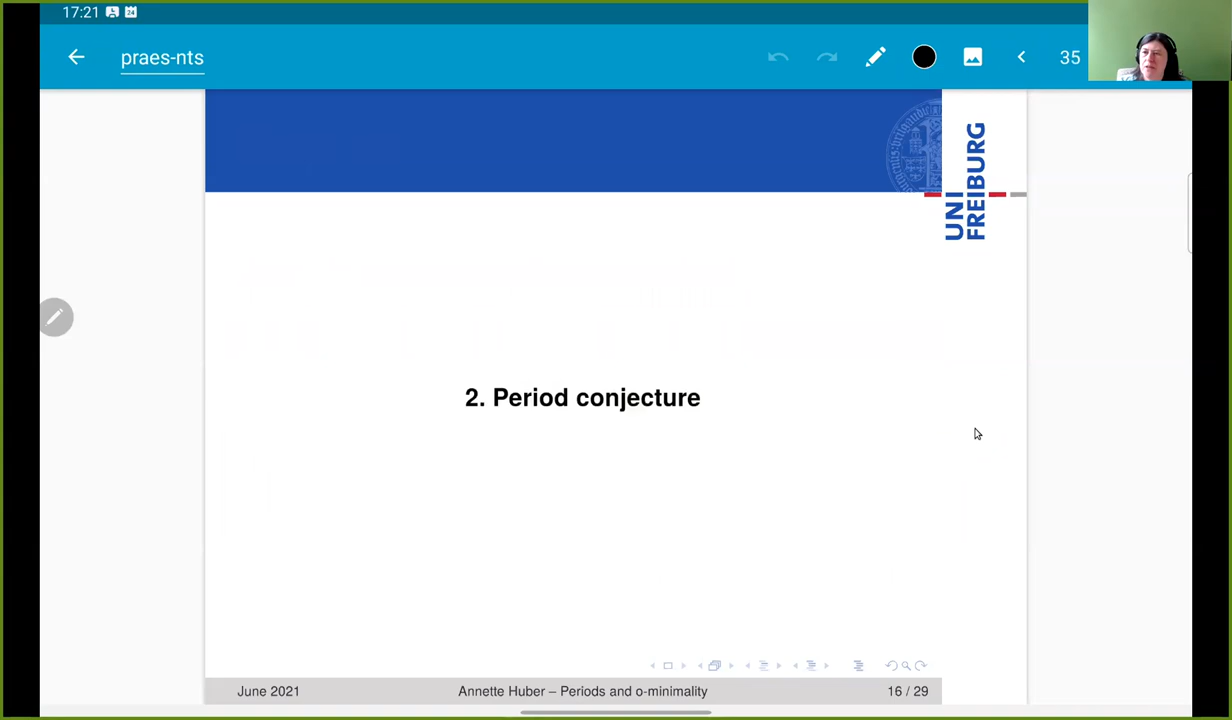 17:21 24
praes-nts
35
UNI
FREIBURG
2. Period conjecture
June 2021 Annette Huber – Periods and o-minimality 16 / 29